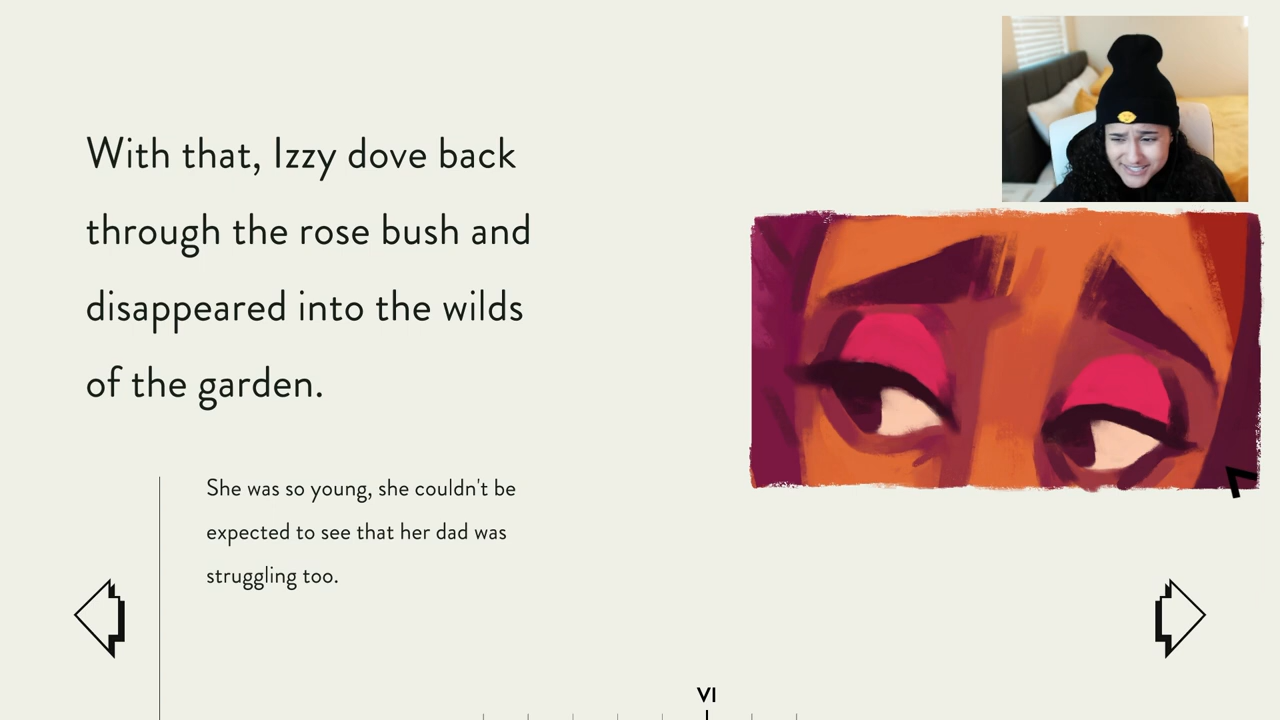 With that, Izzy dove back
through the rose bush and
disappeared into the wilds
of the garden.
She was so young, she couldn't be
expected to see that her dad was
struggling too.
VI